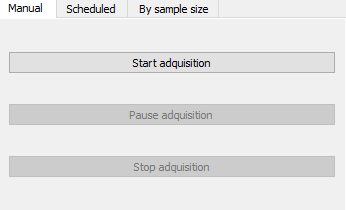 Manual Scheduled By sample size
Start adquisition
Pause adquisition
Stop adquisition